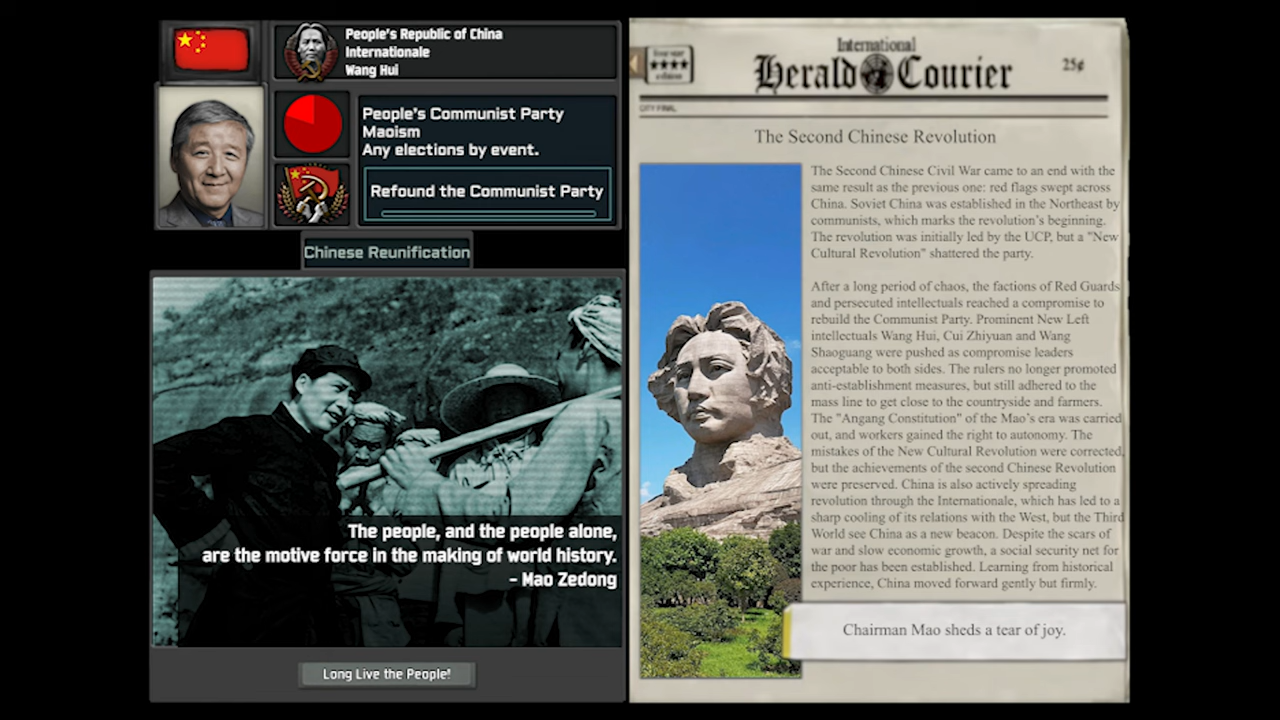 People's Republic of China
Internationale
Wang Hui
People's Communist Party
Maoism
Any elections by event.
Refound the Communist Party
Chinese Reunification
The people, and the people alone,
are the motive force in the making of world history.
- Mao Zedong
Long Live the People!
International
Herald Courier
25¢
CITY FINAL
The Second Chinese Revolution
The Second Chinese Civil War came to an end with the
same result as the previous one: red flags swept across
China. Soviet China was established in the Northeast by
communists, which marks the revolution's beginning.
The revolution was initially led by the UCP, but a "New
Cultural Revolution" shattered the party.
After a long period of chaos, the factions of Red Guards
and persecuted intellectuals reached a compromise to
rebuild the Communist Party. Prominent New Left
intellectuals Wang Hui, Cui Zhiyuan and Wang
Shaoguang were pushed as compromise leaders
acceptable to both sides. The rulers no longer promoted
anti-establishment measures, but still adhered to the
mass line to get close to the countryside and farmers.
The "Angang Constitution" of the Mao's era was carried
out, and workers gained the right to autonomy. The
mistakes of the New Cultural Revolution were corrected,
but the achievements of the second Chinese Revolution
were preserved. China is also actively spreading
revolution through the Internationale, which has led to a
sharp cooling of its relations with the West, but the Third
World see China as a new beacon. Despite the scars of
war and slow economic growth, a social security net for
the poor has been established. Learning from historical
experience, China moved forward gently but firmly.
Chairman Mao sheds a tear of joy.